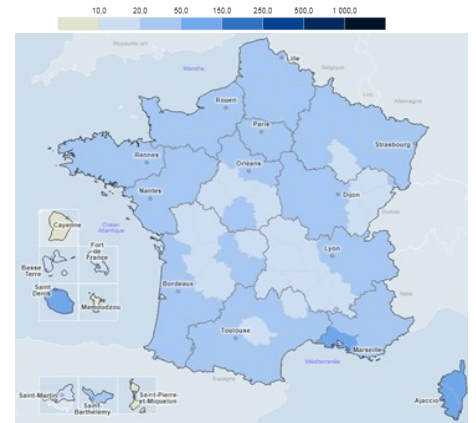 10,0 20,0 50,0 150,0 250,0 500,0 1 000,0
Royaume uni
Lille
Belgique
Manche
Allemagne
Rouen
Paris
Strasbourg
Rennes
Orléans
Nantes
Dijon
Suisse
Cayenne
Océan
Atlantique
Fort
de
France
Basse
Terre
Lyon
Saint
Denis
Bordeaux
Mamoudzou
Italie
Toulouse
Marseille
Méditerranée
Espagne
Saint-Martin
Saint
Barthélémy
Saint-Pierre
et-Miquelon
Ajaccio